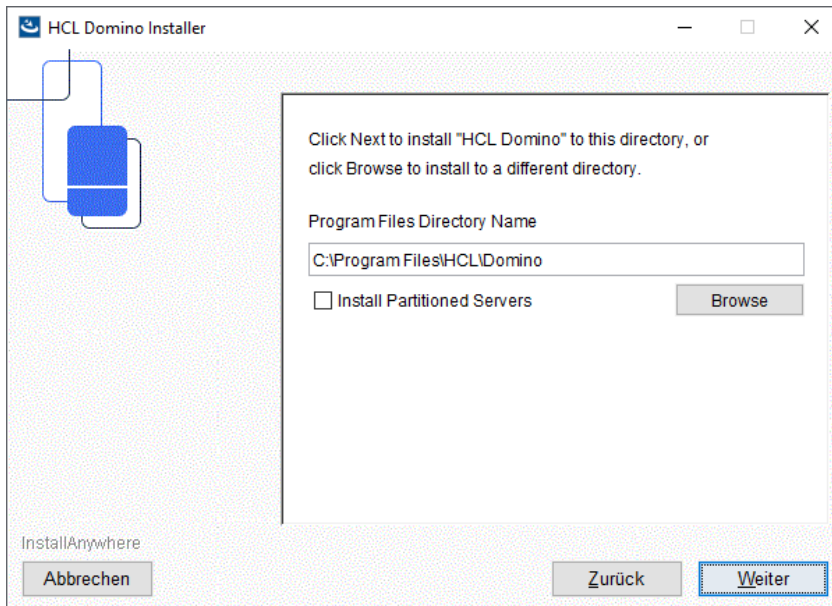 HCL Domino Installer
Click Next to install "HCL Domino" to this directory, or
click Browse to install to a different directory.
Program Files Directory Name
C:\Program Files\HCL\Domino
Install Partitioned Servers
Browse
InstallAnywhere
Abbrechen
Zurück
Weiter